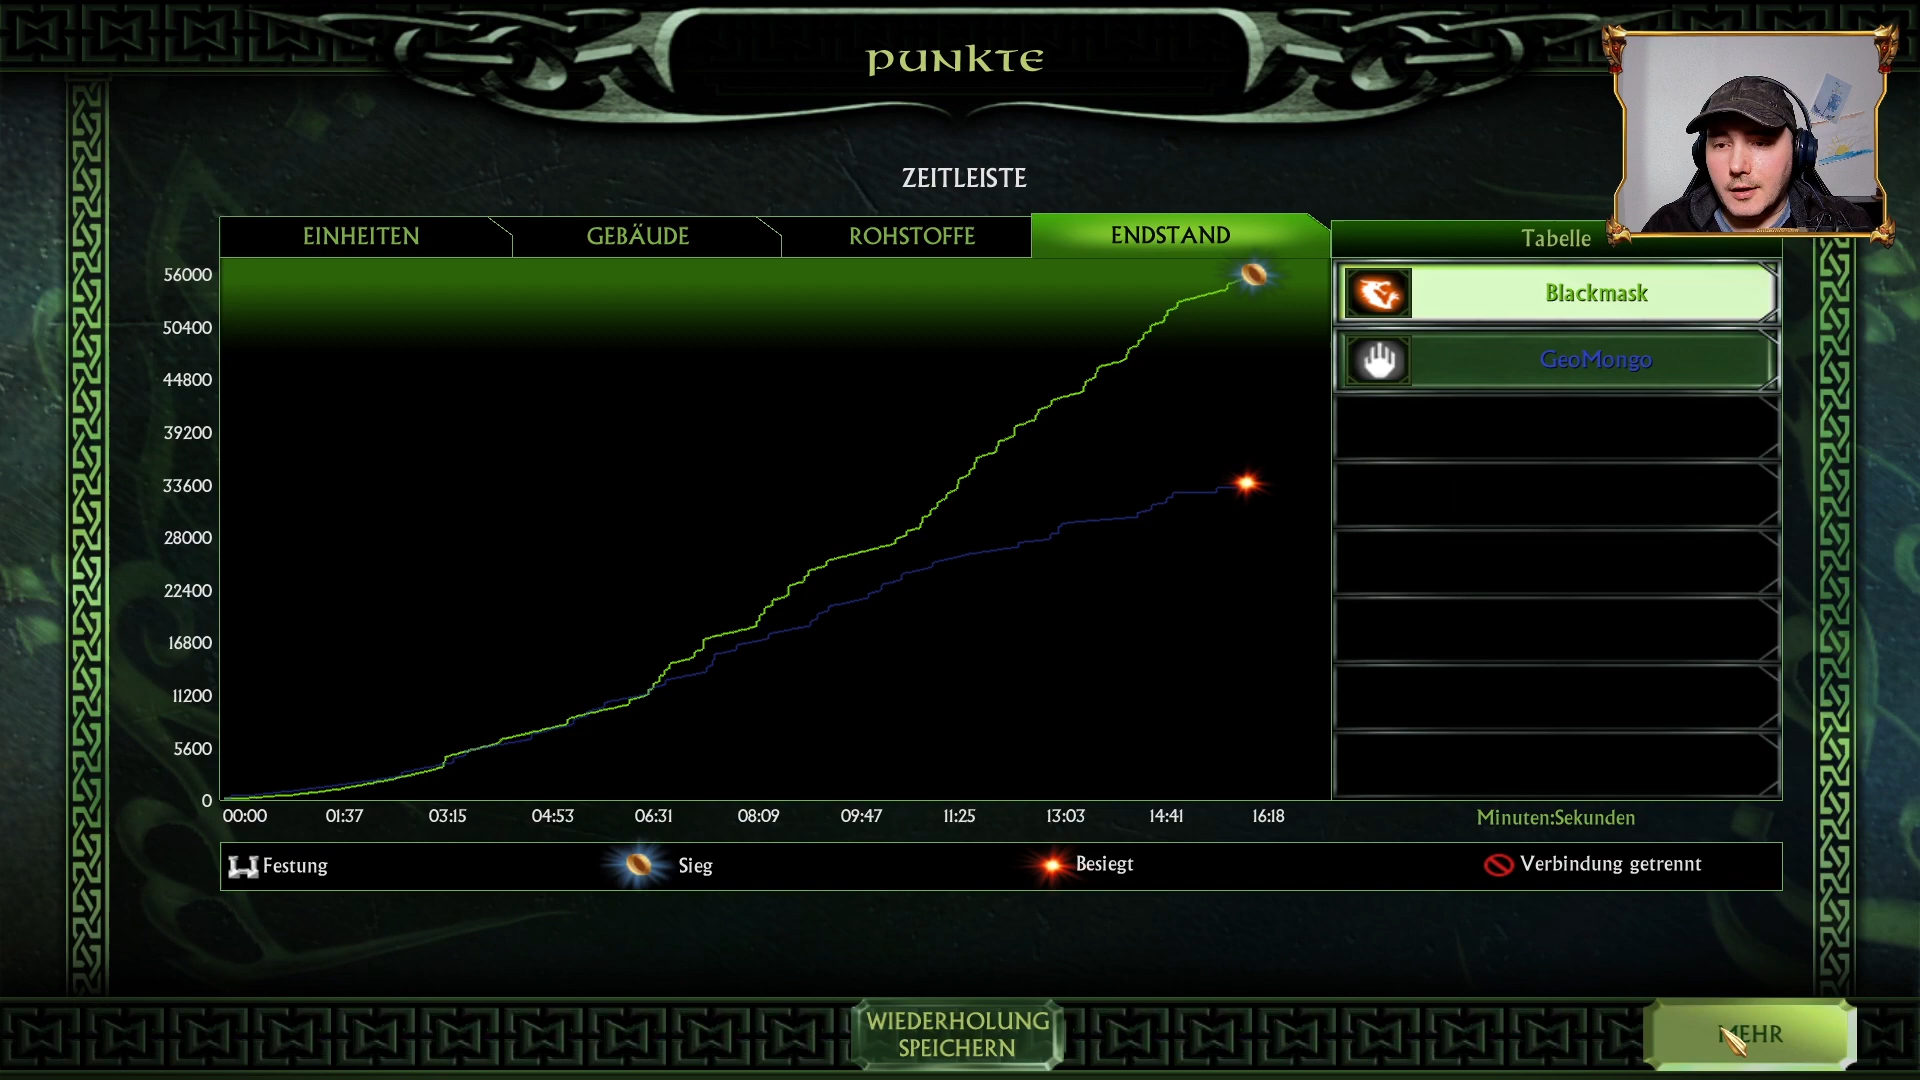 PUNKTE
ZEITLEISTE
EINHEITEN
GEBÄUDE
ROHSTOFFE
ENDSTAND
Tabelle
56000
50400
44800
39200
33600
28000
22400
16800
11200
5600
0
Blackmask
GeoMongo
00:00 01:37 03:15 04:53 06:31 08:09 09:47 11:25 13:03 14:41 16:18
Minuten:Sekunden
Festung
Sieg
Besiegt
Verbindung getrennt
WIEDERHOLUNG
SPEICHERN
MEHR